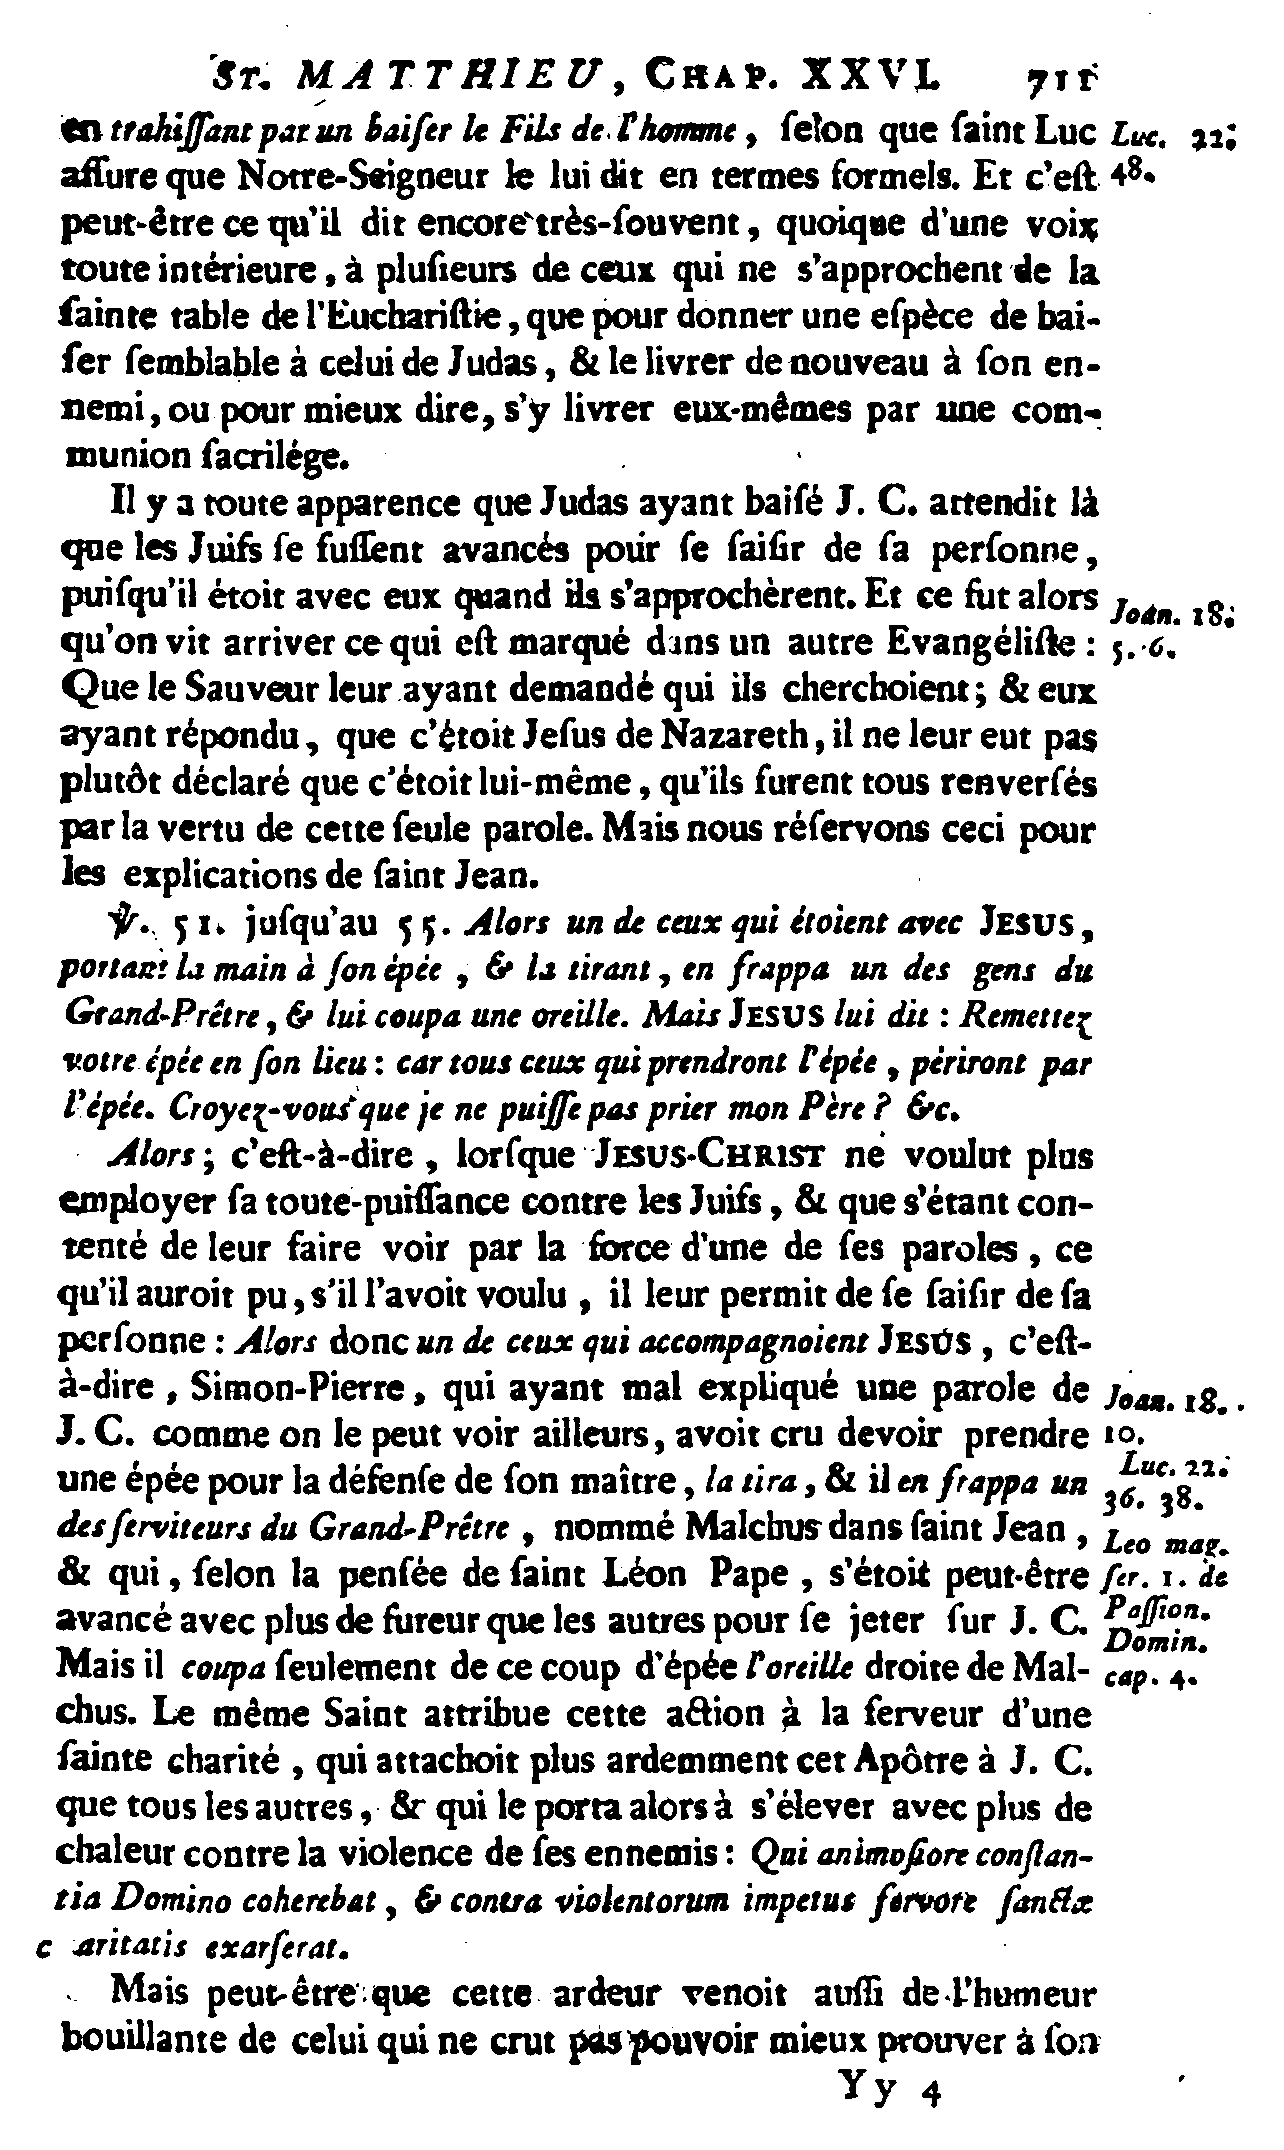 St. MATTHIEU, CHAP. XXVI. 711
en trahiſſant par un baiſer le Fils de l'homme, ſelon que ſaint Luc
aſſure que Notre-Seigneur le lui dit en termes formels. Et c'eſt
peut-être ce qu'il dit encore très-ſouvent, quoique d'une voix
toute intérieure, à pluſieurs de ceux qui ne s'approchent de la
ſainte table de l'Euchariſtie, que pour donner une eſpèce de bai-
ſer ſemblable à celui de Judas, & le livrer de nouveau à ſon en-
nemi, ou pour mieux dire, s'y livrer eux-mêmes par une com-
munion ſacrilége.
Il y a toute apparence que Judas ayant baiſé J. C. attendit là
que les Juifs ſe fuſſent avancés pour ſe ſaiſir de ſa perſonne,
puiſqu'il étoit avec eux quand ils s'approchèrent. Et ce fut alors
qu'on vit arriver ce qui eſt marqué dans un autre Evangéliſte :
Que le Sauveur leur ayant demandé qui ils cherchoient; & eux
ayant répondu, que c'étoit Jeſus de Nazareth, il ne leur eut pas
plutôt déclaré que c'étoit lui-même, qu'ils furent tous renverſés
par la vertu de cette ſeule parole. Mais nous réſervons ceci pour
les explications de ſaint Jean.
℣. 51. juſqu'au 55. Alors un de ceux qui étoient avec JESUS,
portant la main à ſon épée, & la tirant, en frappa un des gens du
Grand-Prêtre, & lui coupa une oreille. Mais JESUS lui dit : Remettez
votre épée en ſon lieu : car tous ceux qui prendront l'épée, périront par
l'épée. Croyez-vous que je ne puiſſe pas prier mon Père ? &c.
Alors; c'eſt-à-dire, lorſque JESUS-CHRIST ne voulut plus
employer ſa toute-puiſſance contre les Juifs, & que s'étant con-
tenté de leur faire voir par la force d'une de ſes paroles, ce
qu'il auroit pu, s'il l'avoit voulu, il leur permit de ſe ſaiſir de ſa
perſonne : Alors donc un de ceux qui accompagnoient JESUS, c'eſt-
à-dire, Simon-Pierre, qui ayant mal expliqué une parole de
J. C. comme on le peut voir ailleurs, avoit cru devoir prendre
une épée pour la défenſe de ſon maître, la tira, & il en frappa un
des ſerviteurs du Grand-Prêtre, nommé Malchus dans ſaint Jean,
& qui, ſelon la penſée de ſaint Léon Pape, s'étoit peut-être
avancé avec plus de fureur que les autres pour ſe jeter ſur J. C.
Mais il coupa ſeulement de ce coup d'épée l'oreille droite de Mal-
chus. Le même Saint attribue cette action à la ferveur d'une
ſainte charité, qui attachoit plus ardemment cet Apôtre à J. C.
que tous les autres, & qui le porta alors à s'élever avec plus de
chaleur contre la violence de ſes ennemis : Qui animoſiore conſtan-
tia Domino coherebat, & contra violentorum impetus fervore ſanctæ
c aritatis exarſerat.
Mais peut-être que cette ardeur venoit auſſi de l'humeur
bouillante de celui qui ne crut pas pouvoir mieux prouver à ſon
Yy 4
Luc. 22.
48.
Joan. 18.
5. 6.
Joan. 18.
10.
Luc. 22.
36. 38.
Leo mag.
ſer. 1. de
Paſſion.
Domin.
cap. 4.